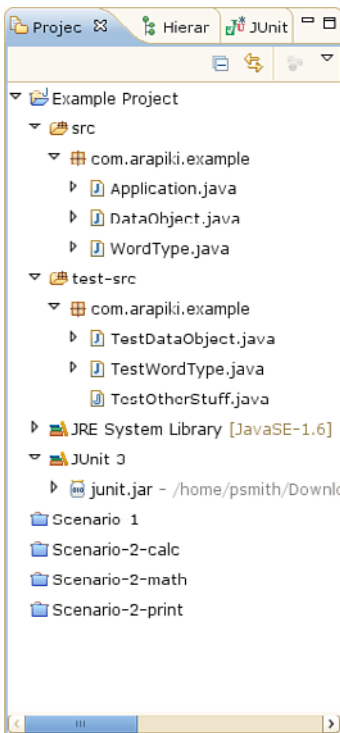 Projec Hierar JUnit
Example Project
src
com.arapiki.example
Application.java
DataObject.java
WordType.java
test-src
com.arapiki.example
TestDataObject.java
TestWordType.java
TestOtherStuff.java
JRE System Library [JavaSE-1.6]
JUnit 3
junit.jar - /home/psmith/Downlo
Scenario 1
Scenario-2-calc
Scenario-2-math
Scenario-2-print